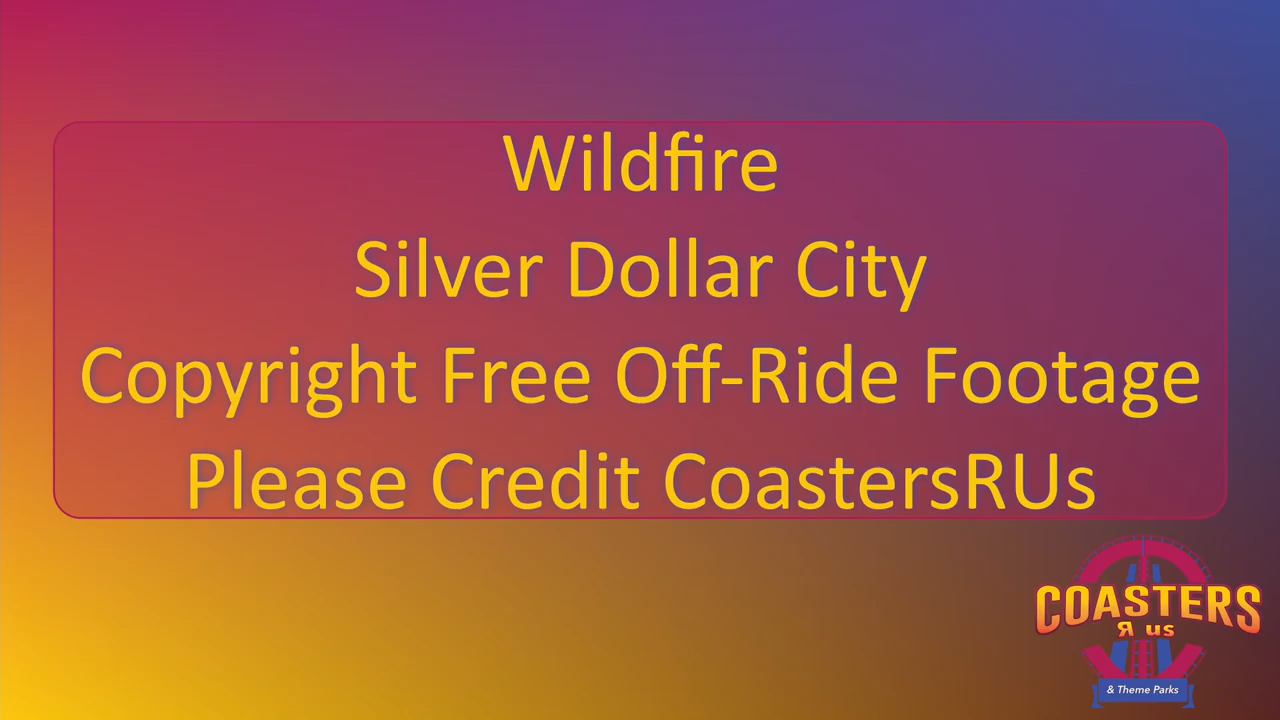 Wildfire
Silver Dollar City
Copyright Free Off-Ride Footage
Please Credit CoastersRUs
COASTERS
Я us
& Theme Parks